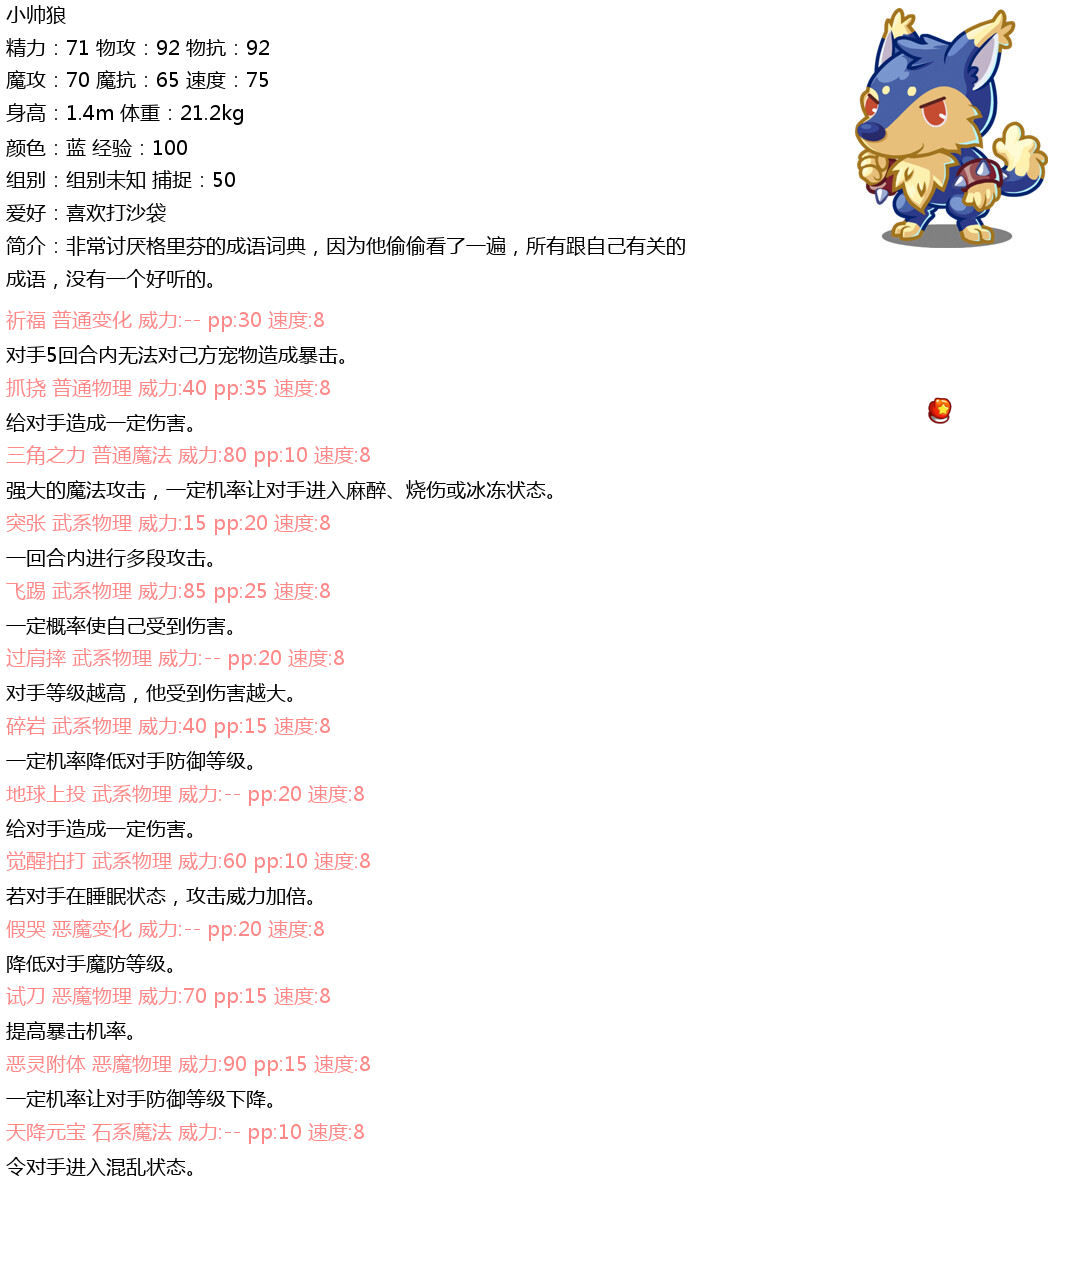 小帅狼
精力：71 物攻：92 物抗：92
魔攻：70 魔抗：65 速度：75
身高：1.4m 体重：21.2kg
颜色：蓝 经验：100
组别：组别未知 捕捉：50
爱好：喜欢打沙袋
简介：非常讨厌格里芬的成语词典，因为他偷偷看了一遍，所有跟自己有关的
成语，没有一个好听的。
祈福 普通变化 威力:-- pp:30 速度:8
对手5回合内无法对己方宠物造成暴击。
抓挠 普通物理 威力:40 pp:35 速度:8
给对手造成一定伤害。
三角之力 普通魔法 威力:80 pp:10 速度:8
强大的魔法攻击，一定机率让对手进入麻醉、烧伤或冰冻状态。
突张 武系物理 威力:15 pp:20 速度:8
一回合内进行多段攻击。
飞踢 武系物理 威力:85 pp:25 速度:8
一定概率使自己受到伤害。
过肩摔 武系物理 威力:-- pp:20 速度:8
对手等级越高，他受到伤害越大。
碎岩 武系物理 威力:40 pp:15 速度:8
一定机率降低对手防御等级。
地球上投 武系物理 威力:-- pp:20 速度:8
给对手造成一定伤害。
觉醒拍打 武系物理 威力:60 pp:10 速度:8
若对手在睡眠状态，攻击威力加倍。
假哭 恶魔变化 威力:-- pp:20 速度:8
降低对手魔防等级。
试刀 恶魔物理 威力:70 pp:15 速度:8
提高暴击机率。
恶灵附体 恶魔物理 威力:90 pp:15 速度:8
一定机率让对手防御等级下降。
天降元宝 石系魔法 威力:-- pp:10 速度:8
令对手进入混乱状态。